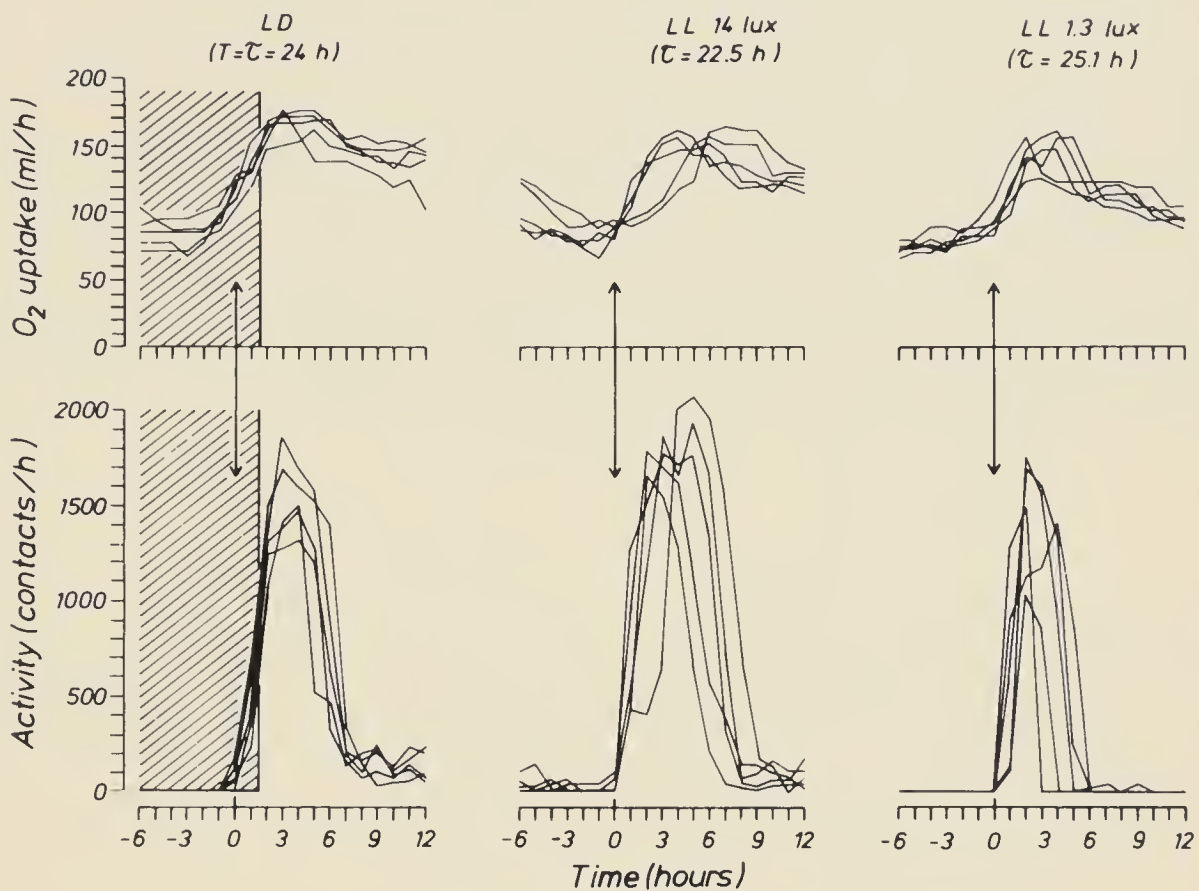 LD
(T=τ=24 h)
LL 14 lux
(τ = 22.5 h)
LL 1.3 lux
(τ = 25.1 h)
O₂ uptake (ml/h)
200
150
100
50
0
Activity (contacts/h)
2000
1500
1000
500
0
-6 -3 0 3 6 9 12
-6 -3 0 3 6 9 12
-6 -3 0 3 6 9 12
Time (hours)